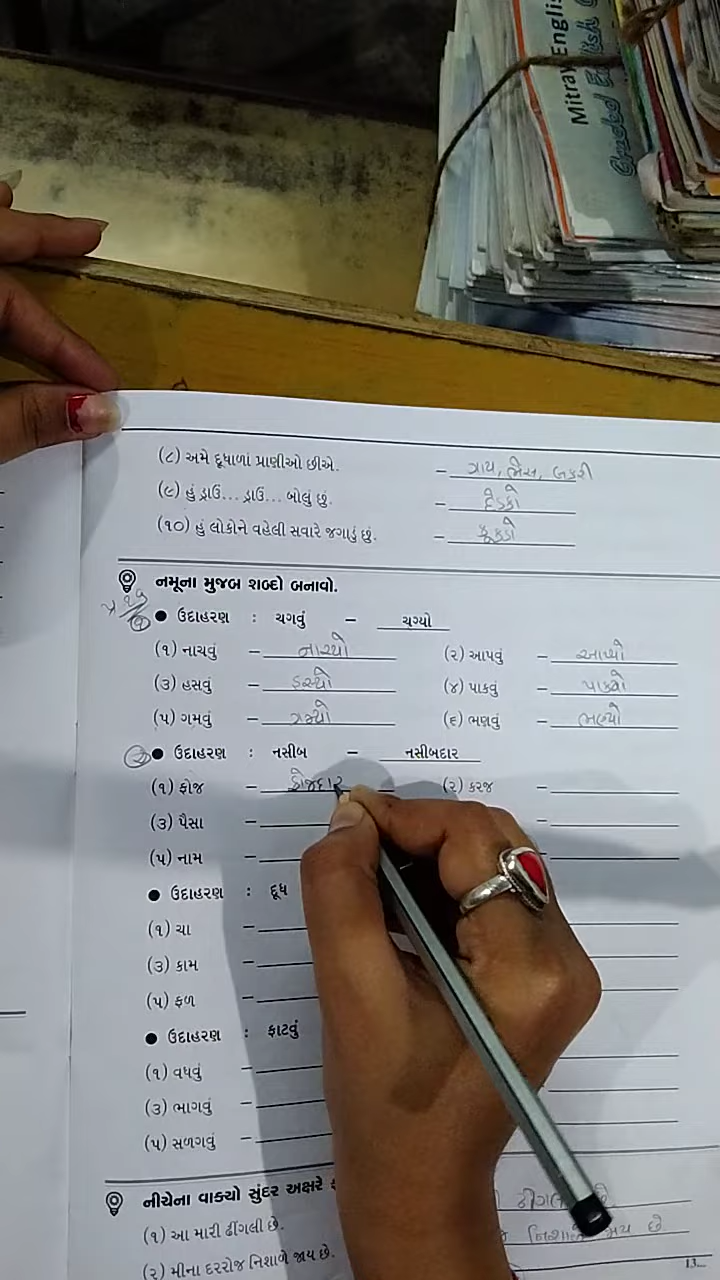 Mitray Engli
Graded English
(૮) અમે દૂધાળાં પ્રાણીઓ છીએ. – ગાય, ભેંસ, બકરી
(૯) હું ડ્રાઉં... ડ્રાઉં... બોલું છું. – દેડકો
(૧૦) હું લોકોને વહેલી સવારે જગાડું છું. – કૂકડો
નમૂના મુજબ શબ્દો બનાવો.
● ઉદાહરણ : ચગવું – ચગ્યો
(૧) નાચવું – નાચ્યો (૨) આપવું – આપ્યો
(૩) હસવું – હસ્યો (૪) પાકવું – પાક્યો
(૫) ગમવું – ગમ્યો (૬) ભણવું – ભણ્યો
● ઉદાહરણ : નસીબ – નસીબદાર
(૧) ફોજ – ફોજદાર (૨) કરજ –
(૩) પૈસા –
(૫) નામ –
● ઉદાહરણ : દૂધ
(૧) ચા –
(૩) કામ –
(૫) ફળ –
● ઉદાહરણ : ફાટવું
(૧) વધવું –
(૩) ભાગવું –
(૫) સળગવું –
નીચેના વાક્યો સુંદર અક્ષરે
(૧) આ મારી ઢીંગલી છે.
(૨) મીના દરરોજ નિશાળે જાય છે. નિશાળે જાય છે
13